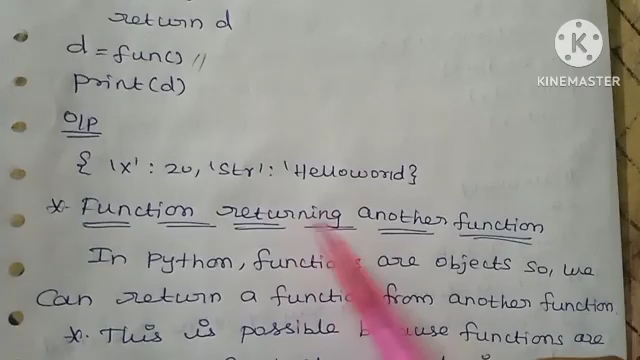 return d
d = func() //
print(d)
O/P
{ 'x' : 20, 'Str' : 'Helloworld}
* Function returning another function
In Python, functions are objects so, we
Can return a function from another function.
*. This is possible because functions are
K
KINEMASTER